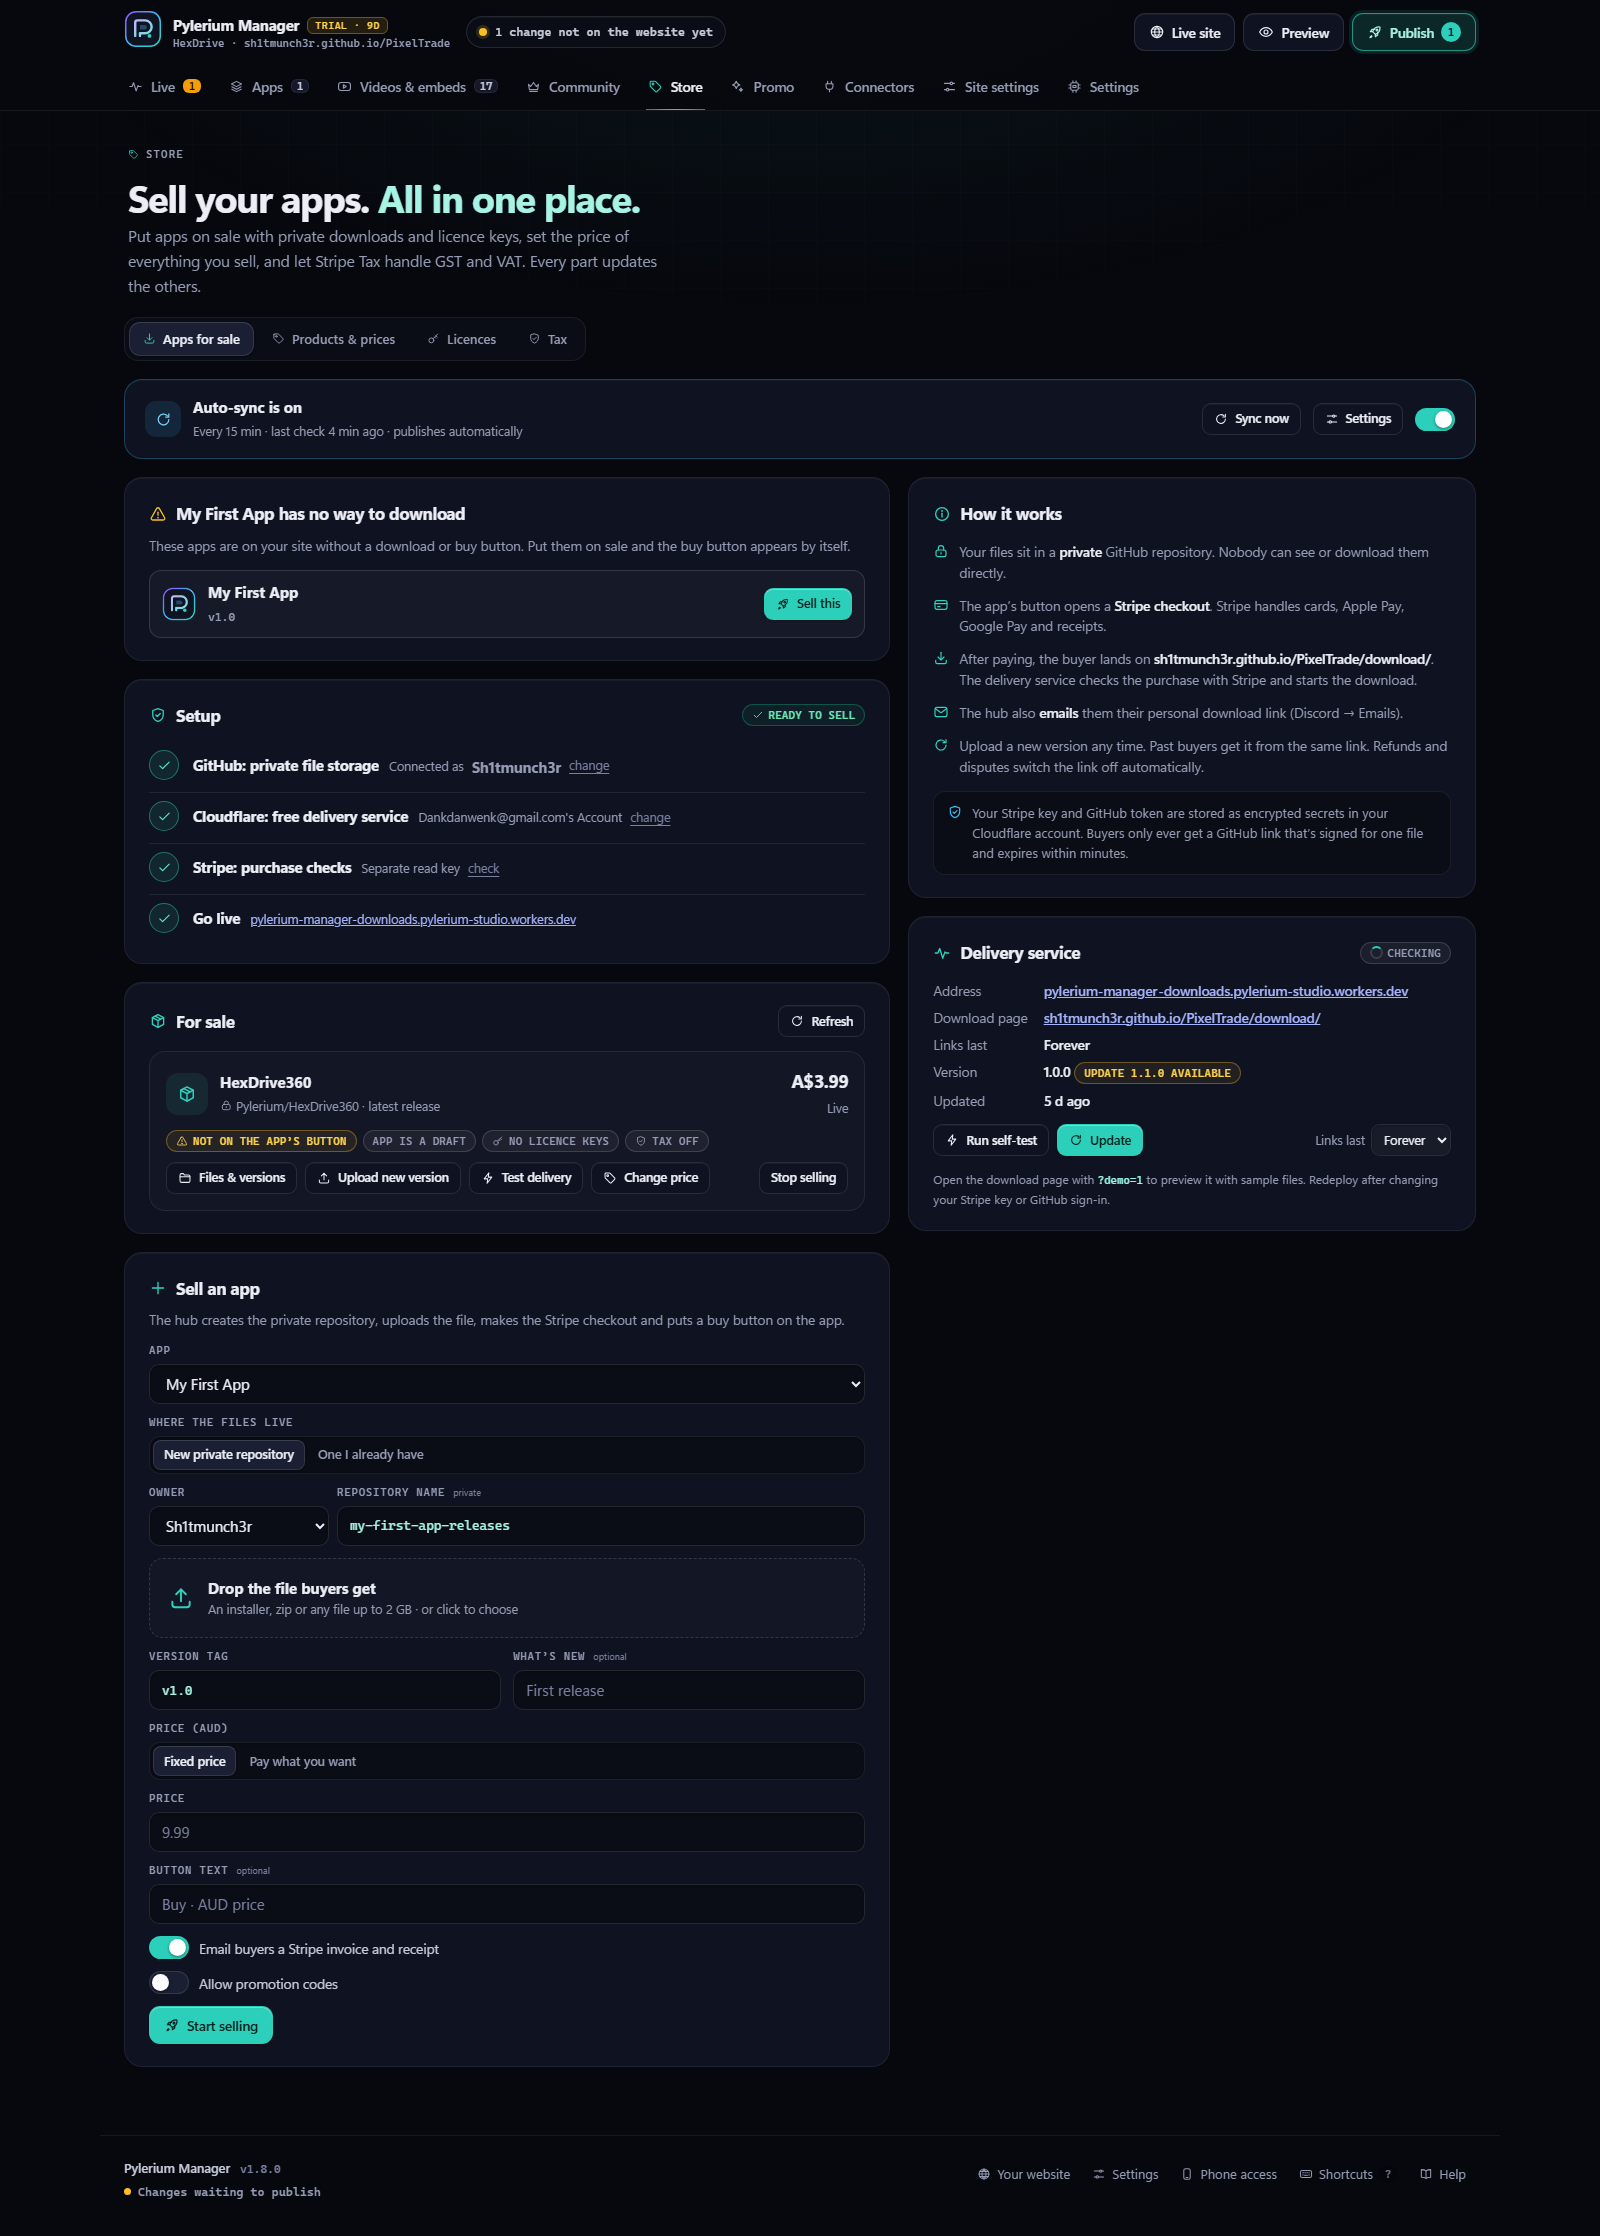 Pylerium Manager TRIAL · 9D
HexDrive · sh1tmunch3r.github.io/PixelTrade
1 change not on the website yet
Live site
Preview
Publish 1
Live 1
Apps 1
Videos & embeds 17
Community
Store
Promo
Connectors
Site settings
Settings
STORE
Sell your apps. All in one place.
Put apps on sale with private downloads and licence keys, set the price of
everything you sell, and let Stripe Tax handle GST and VAT. Every part updates
the others.
Apps for sale
Products & prices
Licences
Tax
Auto-sync is on
Every 15 min · last check 4 min ago · publishes automatically
Sync now
Settings
My First App has no way to download
These apps are on your site without a download or buy button. Put them on sale and the buy button appears by itself.
My First App
v1.0
Sell this
Setup
READY TO SELL
GitHub: private file storage Connected as Sh1tmunch3r change
Cloudflare: free delivery service Dankdanwenk@gmail.com's Account change
Stripe: purchase checks Separate read key check
Go live pylerium-manager-downloads.pylerium-studio.workers.dev
For sale
Refresh
HexDrive360
Pylerium/HexDrive360 · latest release
A$3.99
Live
NOT ON THE APP'S BUTTON
APP IS A DRAFT
NO LICENCE KEYS
TAX OFF
Files & versions
Upload new version
Test delivery
Change price
Stop selling
Sell an app
The hub creates the private repository, uploads the file, makes the Stripe checkout and puts a buy button on the app.
APP
My First App
WHERE THE FILES LIVE
New private repository
One I already have
OWNER
REPOSITORY NAME private
Sh1tmunch3r
my-first-app-releases
Drop the file buyers get
An installer, zip or any file up to 2 GB · or click to choose
VERSION TAG
WHAT'S NEW optional
v1.0
First release
PRICE (AUD)
Fixed price
Pay what you want
PRICE
9.99
BUTTON TEXT optional
Buy · AUD price
Email buyers a Stripe invoice and receipt
Allow promotion codes
Start selling
How it works
Your files sit in a private GitHub repository. Nobody can see or download them
directly.
The app's button opens a Stripe checkout. Stripe handles cards, Apple Pay,
Google Pay and receipts.
After paying, the buyer lands on sh1tmunch3r.github.io/PixelTrade/download/.
The delivery service checks the purchase with Stripe and starts the download.
The hub also emails them their personal download link (Discord → Emails).
Upload a new version any time. Past buyers get it from the same link. Refunds and
disputes switch the link off automatically.
Your Stripe key and GitHub token are stored as encrypted secrets in your
Cloudflare account. Buyers only ever get a GitHub link that's signed for one file
and expires within minutes.
Delivery service
CHECKING
Address pylerium-manager-downloads.pylerium-studio.workers.dev
Download page sh1tmunch3r.github.io/PixelTrade/download/
Links last Forever
Version 1.0.0 UPDATE 1.1.0 AVAILABLE
Updated 5 d ago
Run self-test
Update
Links last Forever
Open the download page with ?demo=1 to preview it with sample files. Redeploy after changing
your Stripe key or GitHub sign-in.
Pylerium Manager v1.8.0
Changes waiting to publish
Your website
Settings
Phone access
Shortcuts ?
Help